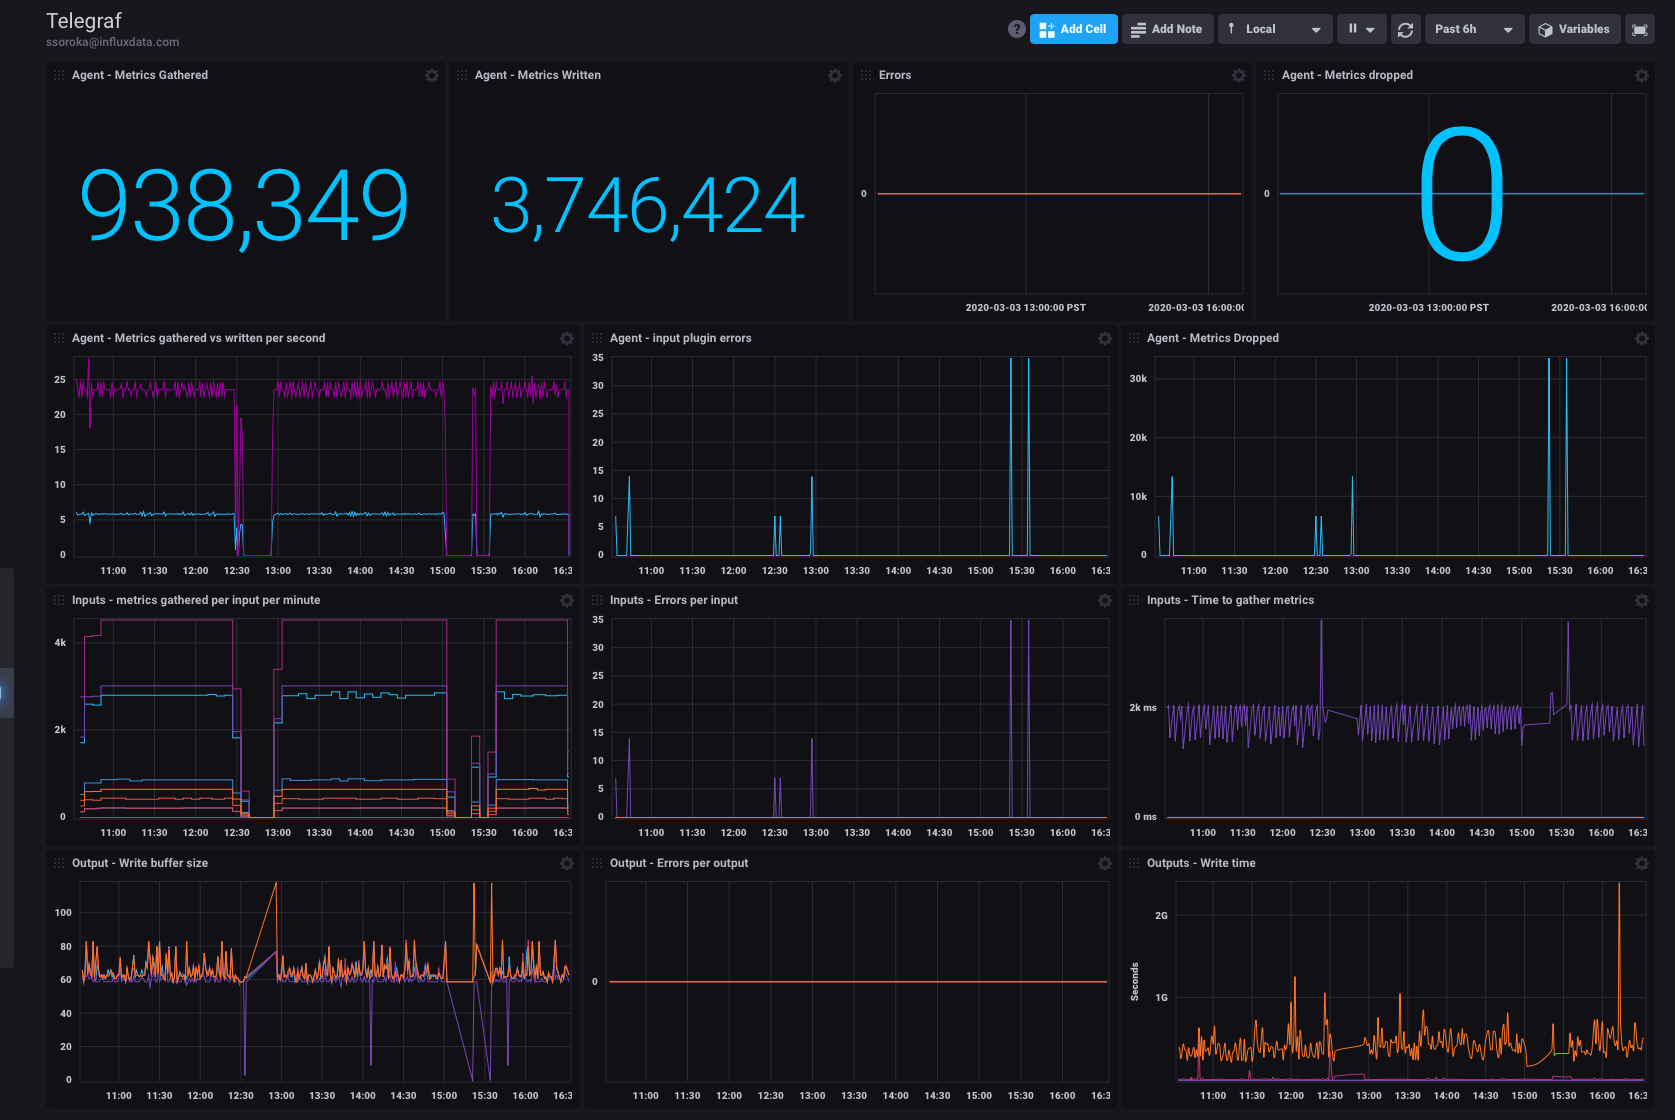 Telegraf
ssoroka@influxdata.com
? Add Cell Add Note Local Past 6h Variables
Agent - Metrics Gathered
938,349
Agent - Metrics Written
3,746,424
Errors
0
2020-03-03 13:00:00 PST 2020-03-03 16:00:00
Agent - Metrics dropped
0
0
2020-03-03 13:00:00 PST 2020-03-03 16:00:00
Agent - Metrics gathered vs written per second
25
20
15
10
5
0
11:00 11:30 12:00 12:30 13:00 13:30 14:00 14:30 15:00 15:30 16:00 16:3
Agent - input plugin errors
35
30
25
20
15
10
5
0
11:00 11:30 12:00 12:30 13:00 13:30 14:00 14:30 15:00 15:30 16:00 16:3
Agent - Metrics Dropped
30k
20k
10k
0
11:00 11:30 12:00 12:30 13:00 13:30 14:00 14:30 15:00 15:30 16:00 16:3
Inputs - metrics gathered per input per minute
4k
2k
0
11:00 11:30 12:00 12:30 13:00 13:30 14:00 14:30 15:00 15:30 16:00 16:3
Inputs - Errors per input
35
30
25
20
15
10
5
0
11:00 11:30 12:00 12:30 13:00 13:30 14:00 14:30 15:00 15:30 16:00 16:3
Inputs - Time to gather metrics
2k ms
0 ms
11:00 11:30 12:00 12:30 13:00 13:30 14:00 14:30 15:00 15:30 16:00 16:3
Output - Write buffer size
100
80
60
40
20
0
11:00 11:30 12:00 12:30 13:00 13:30 14:00 14:30 15:00 15:30 16:00 16:3
Output - Errors per output
0
11:00 11:30 12:00 12:30 13:00 13:30 14:00 14:30 15:00 15:30 16:00 16:3
Outputs - Write time
Seconds
2G
1G
11:00 11:30 12:00 12:30 13:00 13:30 14:00 14:30 15:00 15:30 16:00 16:3